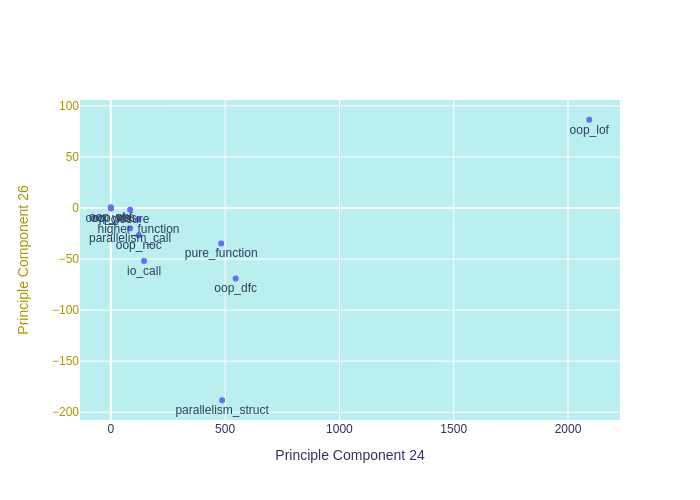 100
50
0
−50
−100
−150
−200
Principle Component 26
oop_lof
higher_function
parallelism_call
oop_noc
pure_function
io_call
oop_dfc
parallelism_struct
0
500
1000
1500
2000
Principle Component 24